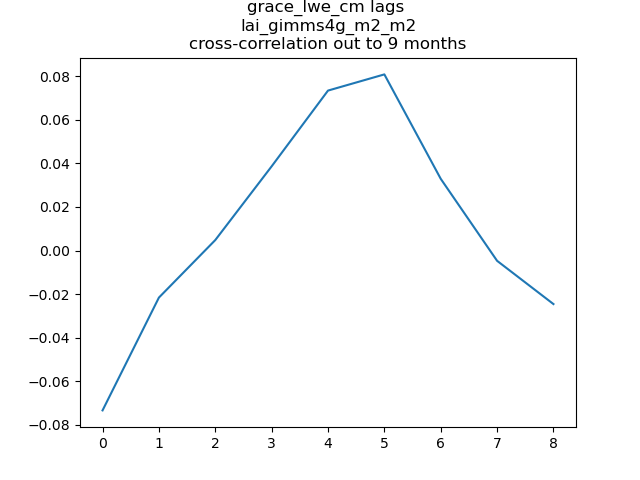 grace_lwe_cm lags
lai_gimms4g_m2_m2
cross-correlation out to 9 months
0.08
0.06
0.04
0.02
0.00
−0.02
−0.04
−0.06
−0.08
0 1 2 3 4 5 6 7 8